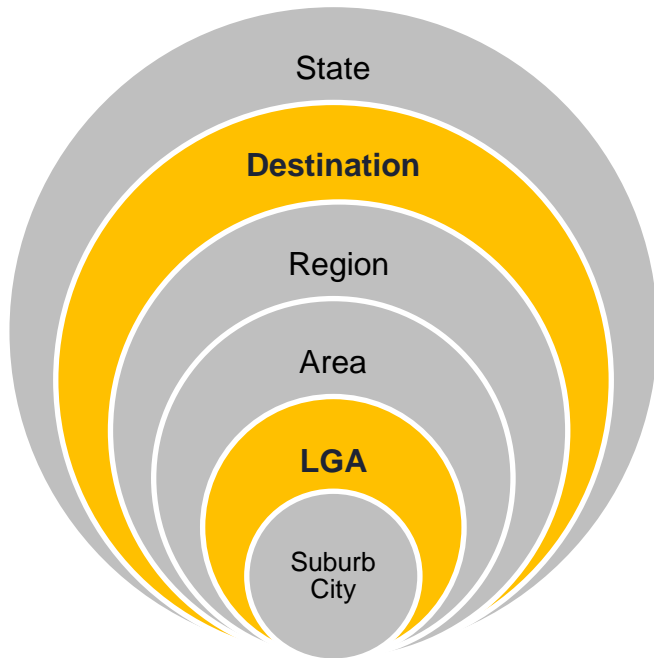 State
Destination
Region
Area
LGA
Suburb
City